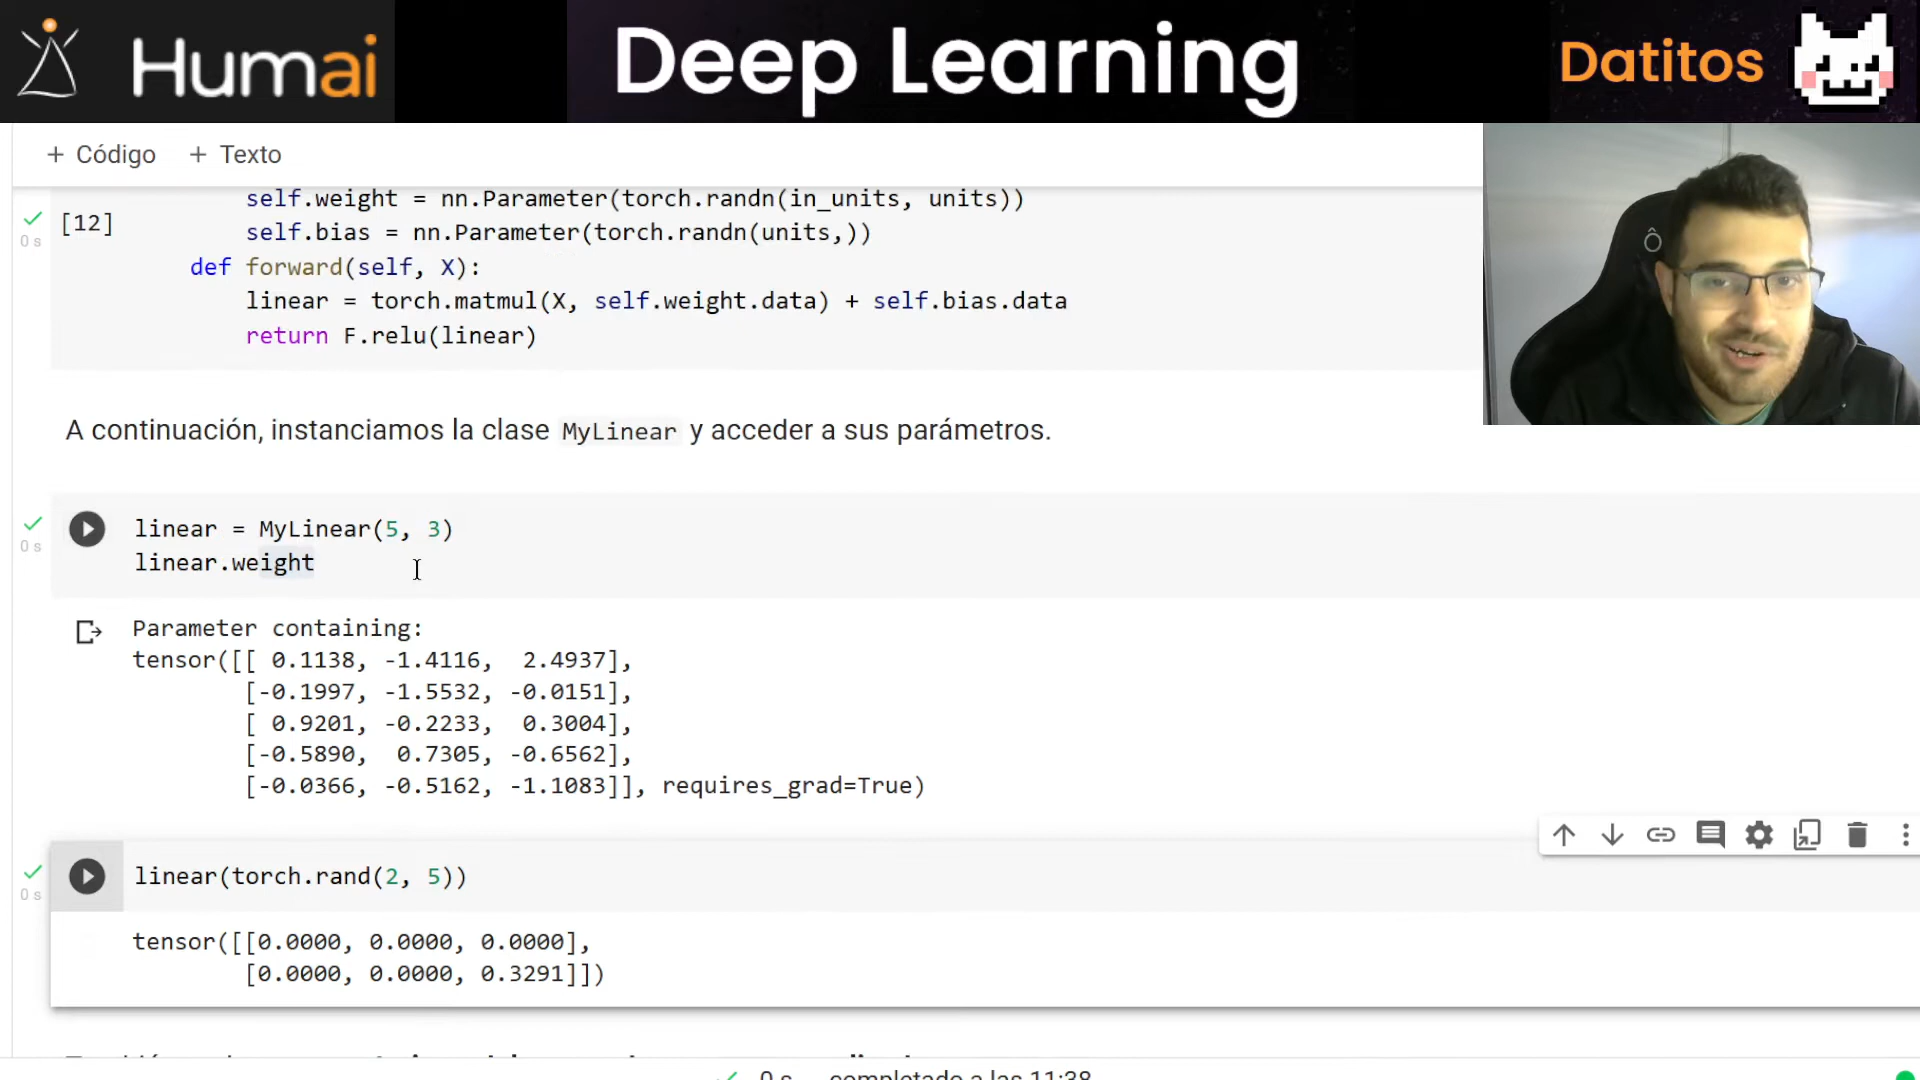 Humai
Deep Learning
Datitos
+ Código + Texto
[12]
0 s
self.weight = nn.Parameter(torch.randn(in_units, units))
self.bias = nn.Parameter(torch.randn(units,))
def forward(self, X):
linear = torch.matmul(X, self.weight.data) + self.bias.data
return F.relu(linear)
A continuación, instanciamos la clase MyLinear y acceder a sus parámetros.
0 s
linear = MyLinear(5, 3)
linear.weight
Parameter containing:
tensor([[ 0.1138, -1.4116, 2.4937],
[-0.1997, -1.5532, -0.0151],
[ 0.9201, -0.2233, 0.3004],
[-0.5890, 0.7305, -0.6562],
[-0.0366, -0.5162, -1.1083]], requires_grad=True)
0 s
linear(torch.rand(2, 5))
tensor([[0.0000, 0.0000, 0.0000],
[0.0000, 0.0000, 0.3291]])
0 s completado a las 11:38